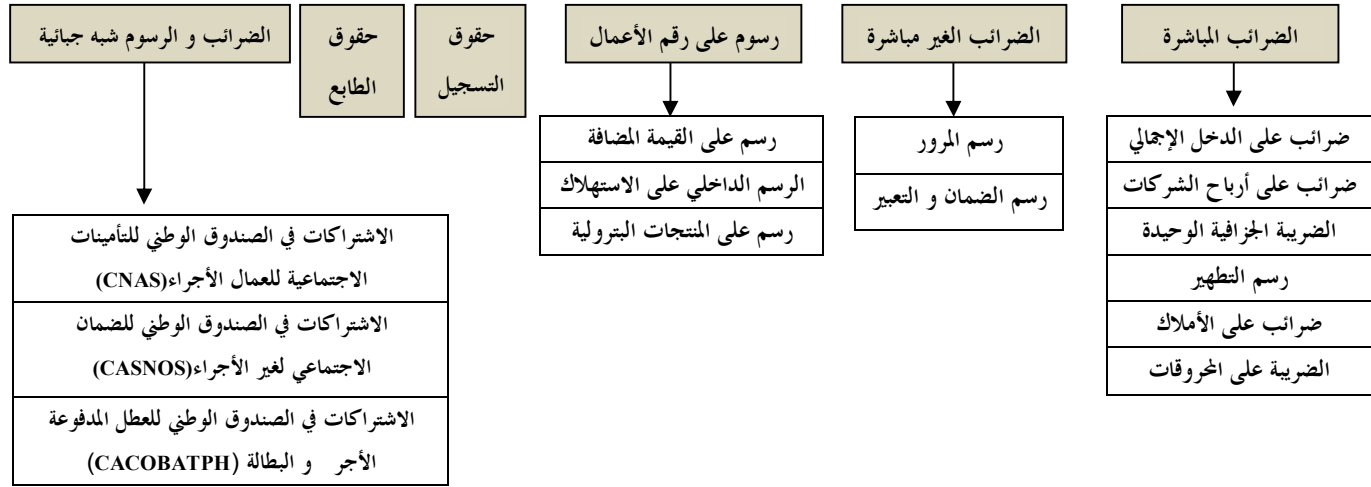 الضرائب المباشرة
ضرائب على الدخل الإجمالي
ضرائب على أرباح الشركات
الضريبة الجزافية الوحيدة
رسم التطهير
ضرائب على الأملاك
الضريبة على المحروقات
الضرائب الغير مباشرة
رسم المرور
رسم الضمان و التعبير
رسوم على رقم الأعمال
رسم على القيمة المضافة
الرسم الداخلي على الاستهلاك
رسم على المنتجات البترولية
حقوق
التسجيل
حقوق
الطابع
الضرائب و الرسوم شبه جبائية
الاشتراكات في الصندوق الوطني للتأمينات
الاجتماعية للعمال الأجراء(CNAS)
الاشتراكات في الصندوق الوطني للضمان
الاجتماعي لغير الأجراء(CASNOS)
الاشتراكات في الصندوق الوطني للعطل المدفوعة
الأجر و البطالة (CACOBATPH)